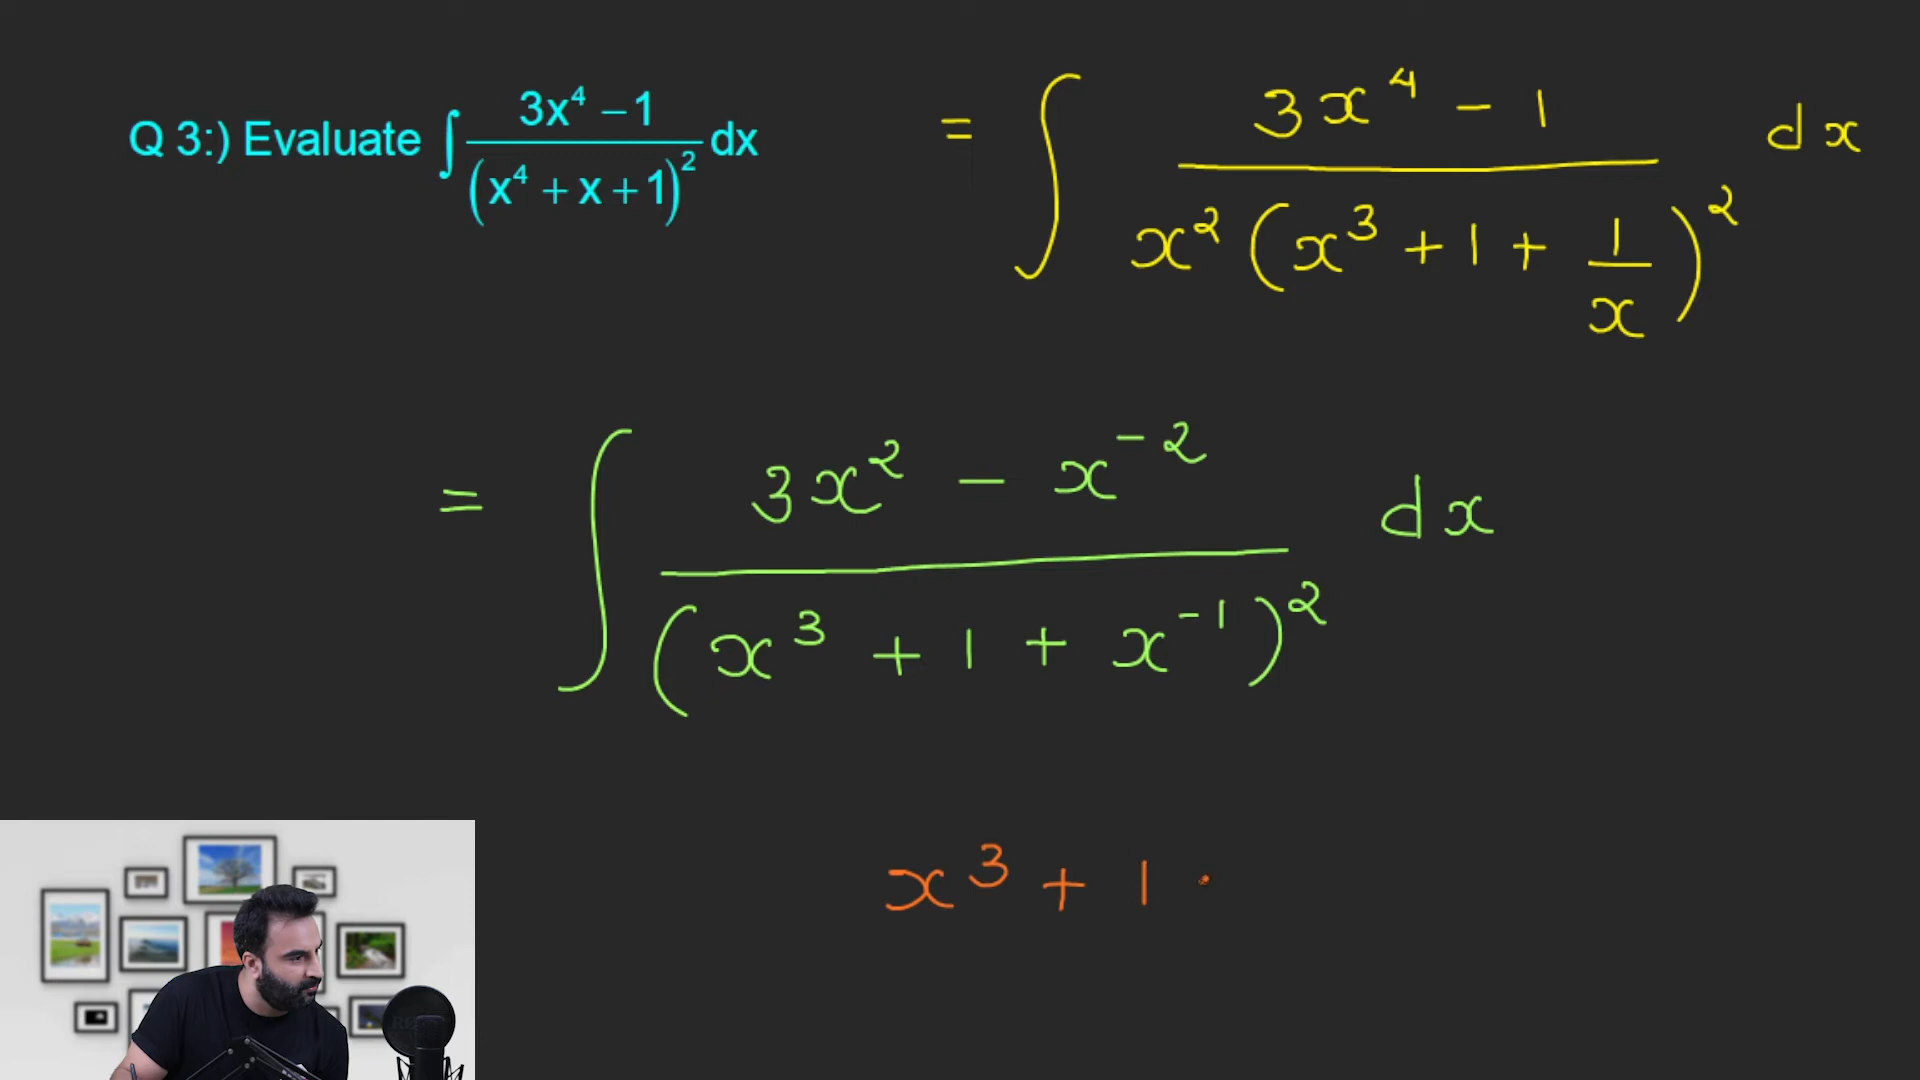 Q 3:) Evaluate ∫ (3x⁴ − 1)/(x⁴ + x + 1)² dx
= ∫ (3x⁴ − 1)/(x²(x³ + 1 + 1/x)²) dx
= ∫ (3x² − x⁻²)/(x³ + 1 + x⁻¹)² dx
x³ + 1